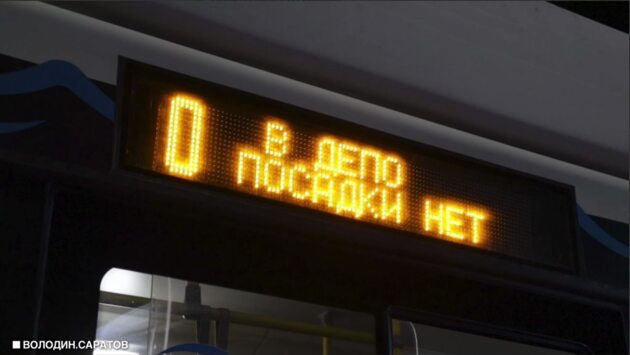 0 В ДЕПО
ПОСАДКИ НЕТ
ВОЛОДИН.САРАТОВ